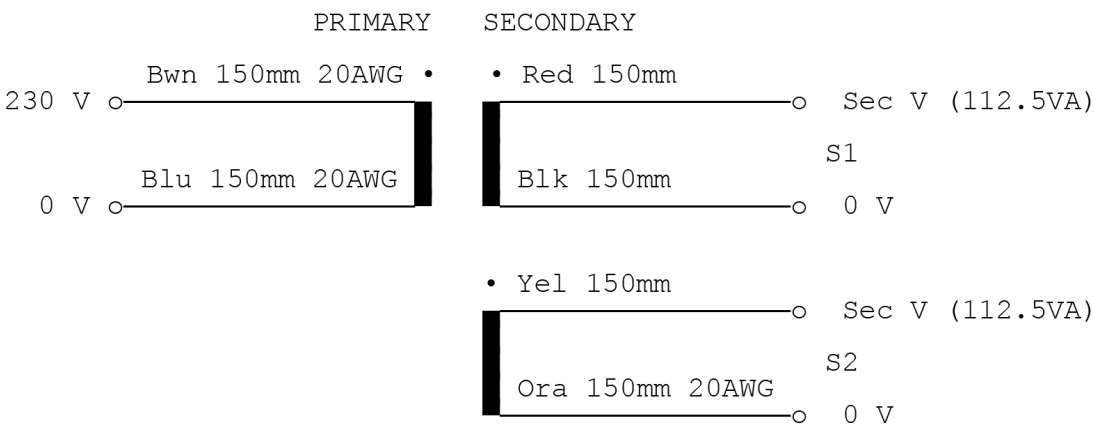 PRIMARY SECONDARY
Bwn 150mm 20AWG • • Red 150mm
230 V Sec V (112.5VA)
S1
Blu 150mm 20AWG Blk 150mm
0 V 0 V
• Yel 150mm
Sec V (112.5VA)
S2
Ora 150mm 20AWG
0 V